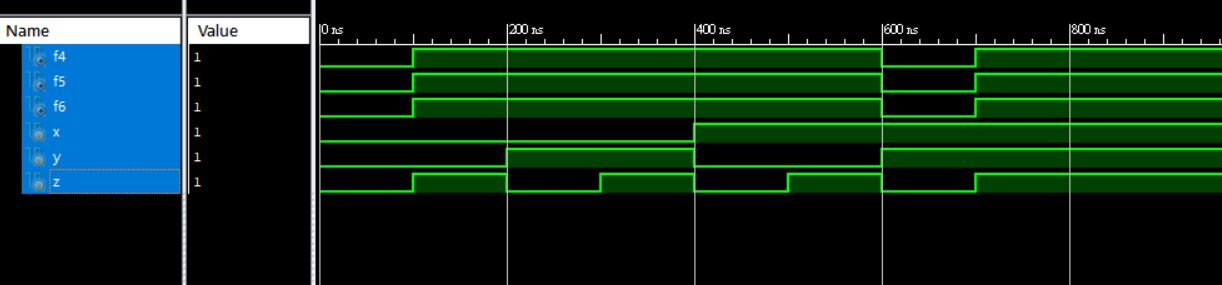 Name Value 0 ns 200 ns 400 ns 600 ns 800 ns
f4 1
f5 1
f6 1
x 1
y 1
z 1